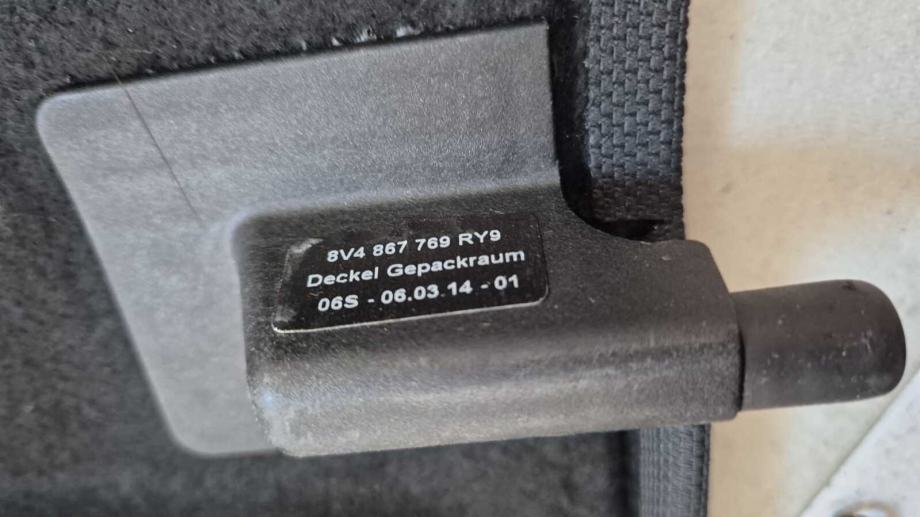 8V4 867 769 RY9
Deckel Gepackraum
06S - 06.03.14 - 01